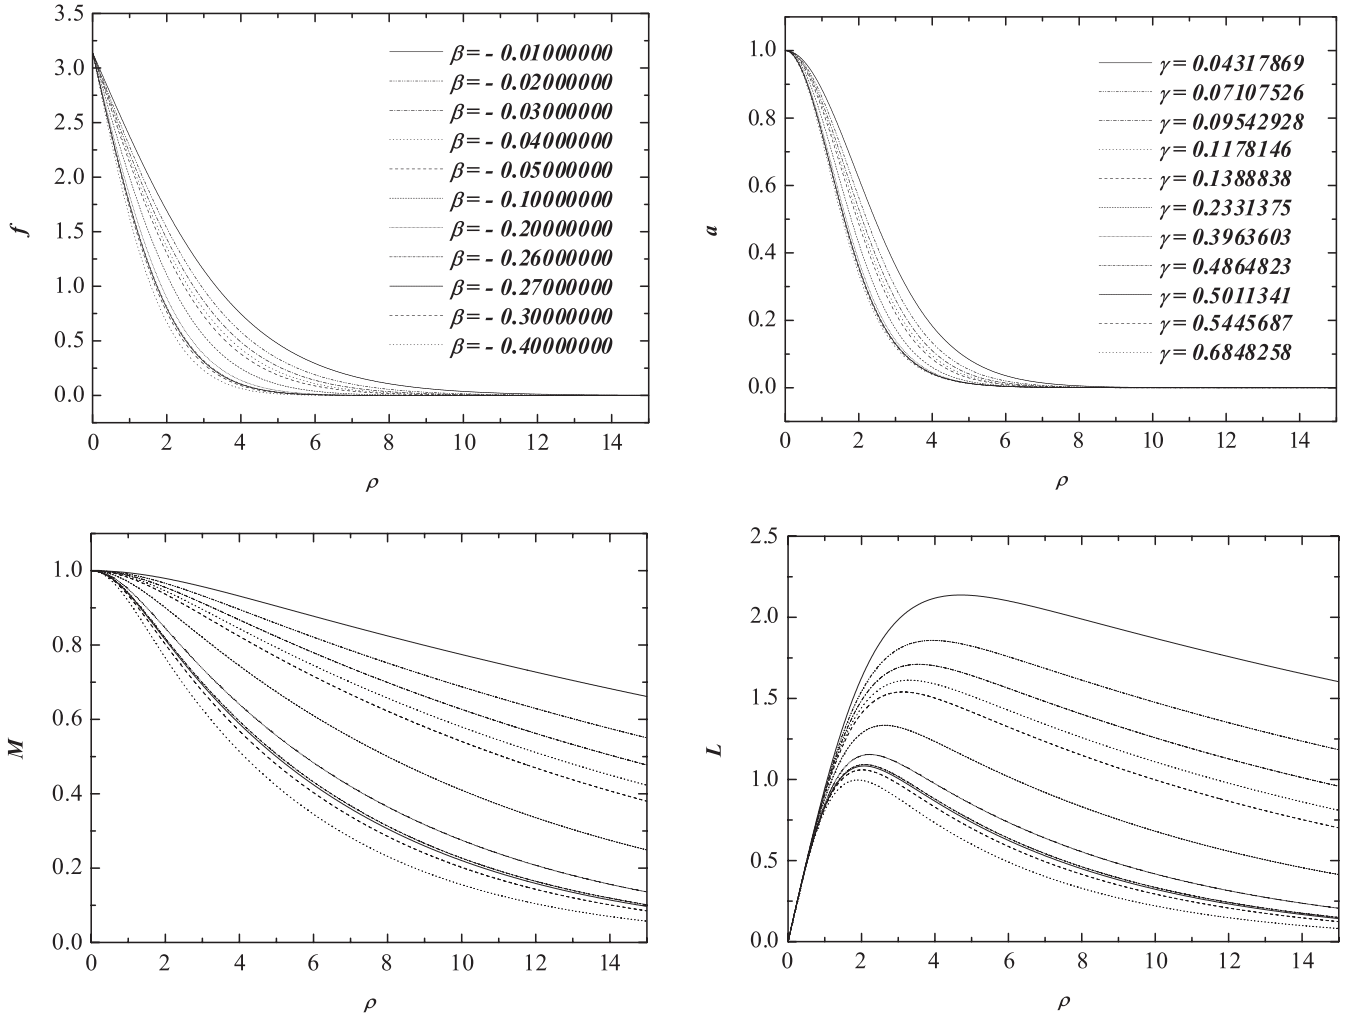 3.5
3.0
2.5
2.0
1.5
1.0
0.5
0.0
f
0 2 4 6 8 10 12 14
ρ
β = - 0.01000000
β = - 0.02000000
β = - 0.03000000
β = - 0.04000000
β = - 0.05000000
β = - 0.10000000
β = - 0.20000000
β = - 0.26000000
β = - 0.27000000
β = - 0.30000000
β = - 0.40000000
1.0
0.8
0.6
0.4
0.2
0.0
a
0 2 4 6 8 10 12 14
ρ
γ = 0.04317869
γ = 0.07107526
γ = 0.09542928
γ = 0.1178146
γ = 0.1388838
γ = 0.2331375
γ = 0.3963603
γ = 0.4864823
γ = 0.5011341
γ = 0.5445687
γ = 0.6848258
1.0
0.8
0.6
0.4
0.2
0.0
M
0 2 4 6 8 10 12 14
ρ
2.5
2.0
1.5
1.0
0.5
0.0
L
0 2 4 6 8 10 12 14
ρ